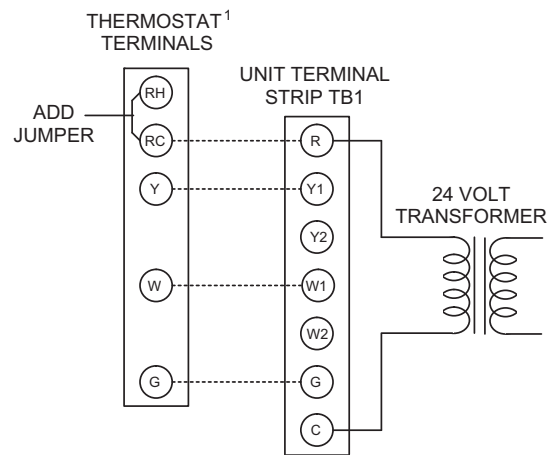 THERMOSTAT1
TERMINALS
UNIT TERMINAL
STRIP TB1
ADD
JUMPER
RH
RC
Y
W
G
R
Y1
Y2
W1
W2
G
C
24 VOLT
TRANSFORMER